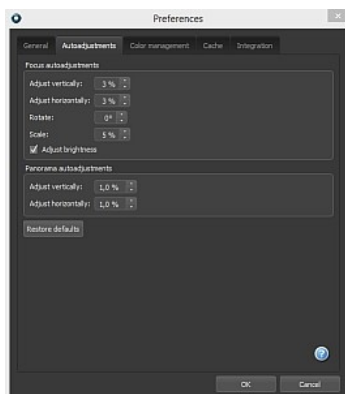 Preferences
General Autoadjustments Color management Cache Integration
Focus autoadjustments
Adjust vertically: 3 %
Adjust horizontally: 3 %
Rotate: 0°
Scale: 5 %
Adjust brightness
Panorama autoadjustments
Adjust vertically: 1,0 %
Adjust horizontally: 1,0 %
Restore defaults
?
OK Cancel